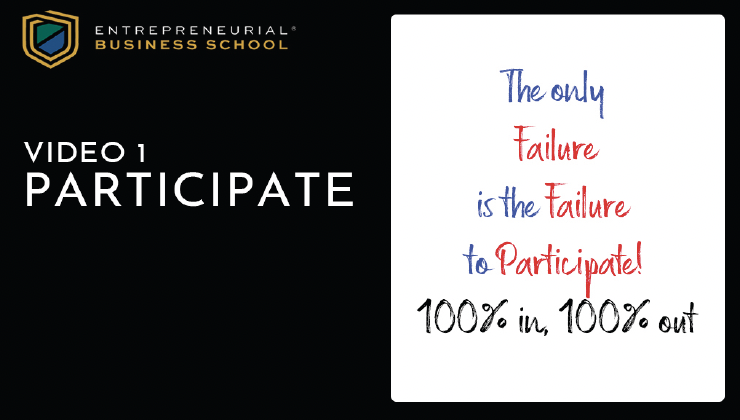 ENTREPRENEURIAL®
BUSINESS SCHOOL
VIDEO 1
PARTICIPATE
The only
Failure
is the Failure
to Participate!
100% in, 100% out